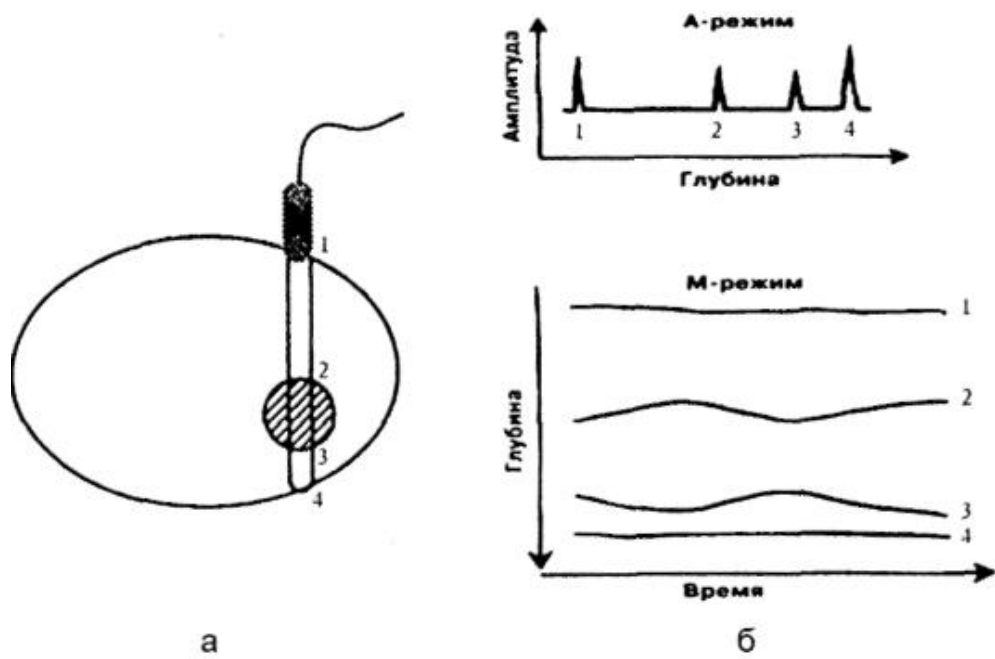 1
2
3
4
а
А-режим
Амплитуда
1 2 3 4
Глубина
М-режим
Глубина
1
2
3
4
Время
б